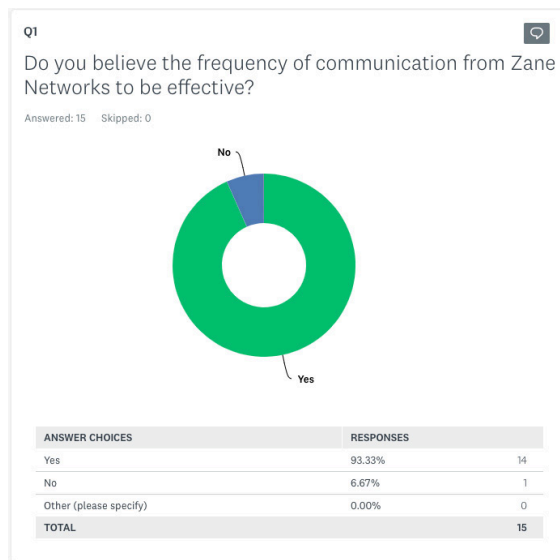 Q1
Do you believe the frequency of communication from Zane
Networks to be effective?
Answered: 15 Skipped: 0
No
Yes
ANSWER CHOICES RESPONSES
Yes 93.33% 14
No 6.67% 1
Other (please specify) 0.00% 0
TOTAL 15